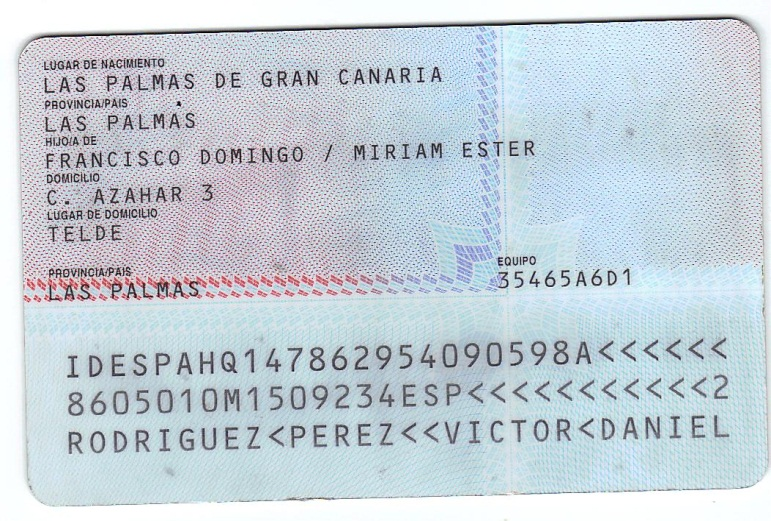 LUGAR DE NACIMIENTO
LAS PALMAS DE GRAN CANARIA
PROVINCIA/PAIS
LAS PALMAS
HIJO/A DE
FRANCISCO DOMINGO / MIRIAM ESTER
DOMICILIO
C. AZAHAR 3
LUGAR DE DOMICILIO
TELDE
PROVINCIA/PAIS
LAS PALMAS
EQUIPO
35465A6D1
IDESPAHQ147862954090598A<<<<<<
8605010M1509234ESP<<<<<<<<<<<2
RODRIGUEZ<PEREZ<<VICTOR<DANIEL